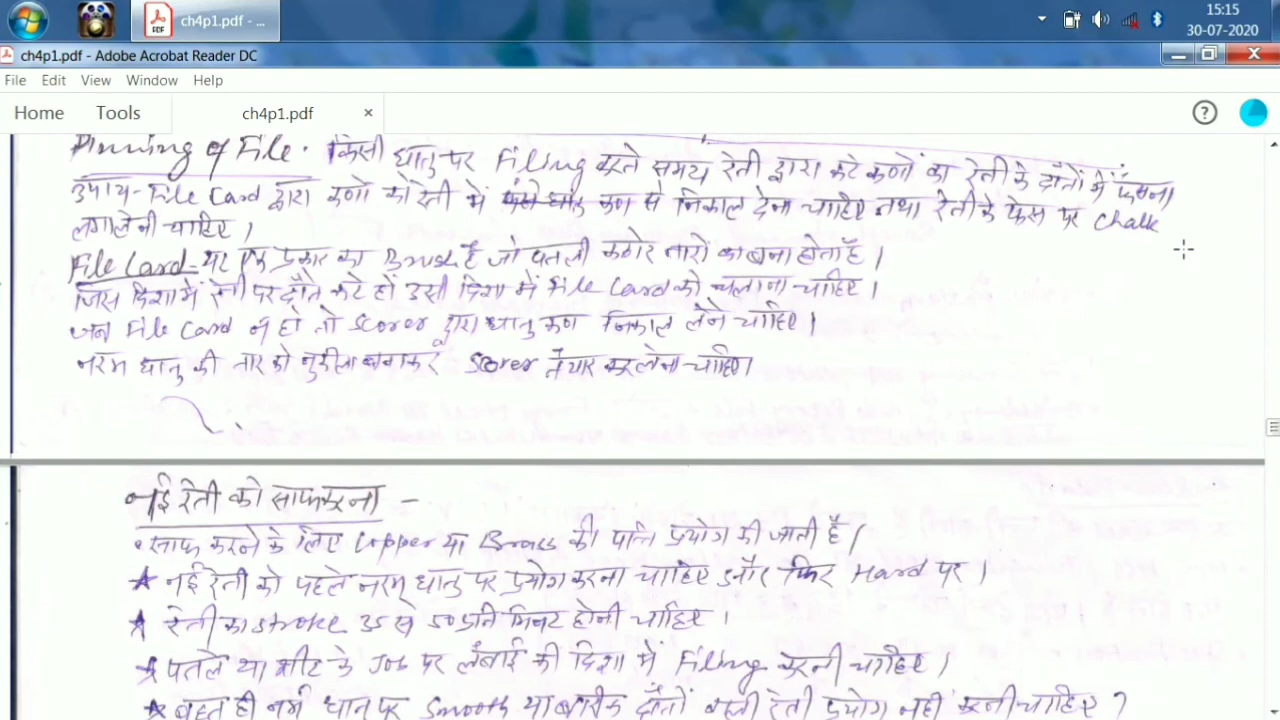 ch4p1.pdf - ...
15:15
30-07-2020
ch4p1.pdf - Adobe Acrobat Reader DC
File Edit View Window Help
Home Tools ch4p1.pdf × ?
Pinning of File. किसी धातु पर Filling करते समय रेती द्वारा कटे कणों का रेती के दाँतों में फंसना
उपाय - File Card द्वारा कणो को रेती में से निकाल देना चाहिए तथा रेती के फेस पर Chalk
लगा लेनी चाहिए।
File Card - यह एक प्रकार का Brush है जो पतली कठोर तारों का बना होता है।
जिस दिशा में रेती पर दाँते कटे हों उसी दिशा में File Card को चलाना चाहिए।
जब File Card न हो तो Scorer द्वारा धातु कण निकाल लेने चाहिए।
नरम धातु की तार को नुकीला बनाकर Scorer तैयार कर लेना चाहिए।
नई रेती को साफ करना -
• साफ करने के लिए Copper या Brass की पत्ति प्रयोग की जाती है।
★ नई रेती को पहले नरम धातु पर प्रयोग करना चाहिए और फिर Hard पर।
★ रेती का stroke 35 से 50 प्रति मिनट होनी चाहिए।
★ पतले या शीट के Job पर लंबाई की दिशा में Filling करनी चाहिए।
★ बहुत ही नर्म धातु पर Smooth या बारीक दाँतों वाली रेती प्रयोग नहीं करनी चाहिए ?